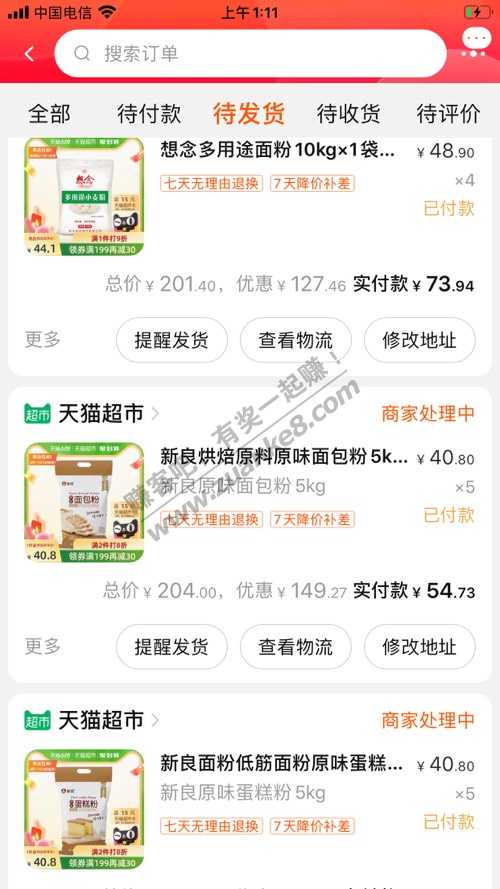 中国电信
上午1:11
搜索订单
全部 待付款 待发货 待收货 待评价
想念多用途面粉10kg×1袋... ¥48.90
七天无理由退换 7天降价补差 ×4
已付款
想念
多用途小麦粉
满1件打9折
¥44.1 领券满199再减30
总价¥201.40，优惠¥127.46 实付款¥73.94
更多 提醒发货 查看物流 修改地址
超市 天猫超市 商家处理中
新良烘焙原料原味面包粉5k... ¥40.80
新良原味面包粉5kg ×5
七天无理由退换 7天降价补差 已付款
面包粉
满2件打8折
¥40.8 领券满199再减30
总价¥204.00，优惠¥149.27 实付款¥54.73
更多 提醒发货 查看物流 修改地址
超市 天猫超市 商家处理中
新良面粉低筋面粉原味蛋糕... ¥40.80
新良原味蛋糕粉5kg ×5
七天无理由退换 7天降价补差 已付款
蛋糕粉
满2件打8折
¥40.8 领券满199再减30
赚客吧，有奖一起赚！
www.zuanke8.com